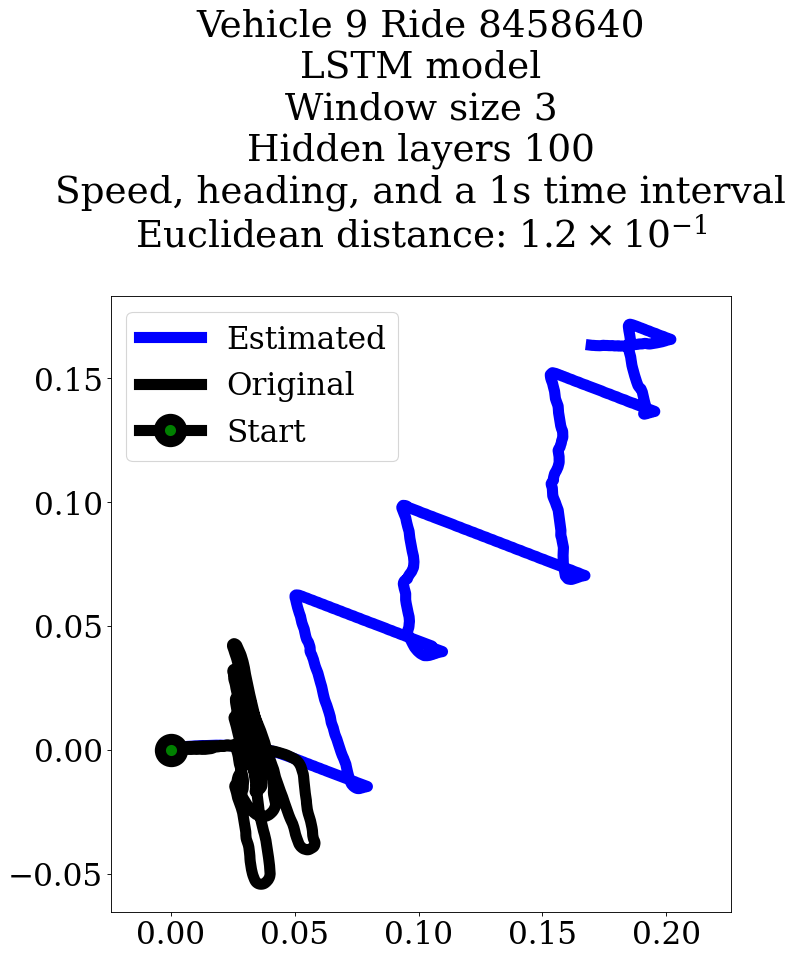 Vehicle 9 Ride 8458640
LSTM model
Window size 3
Hidden layers 100
Speed, heading, and a 1s time interval
Euclidean distance: 1.2 × 10⁻¹
Estimated
Original
Start
0.15
0.10
0.05
0.00
−0.05
0.00 0.05 0.10 0.15 0.20